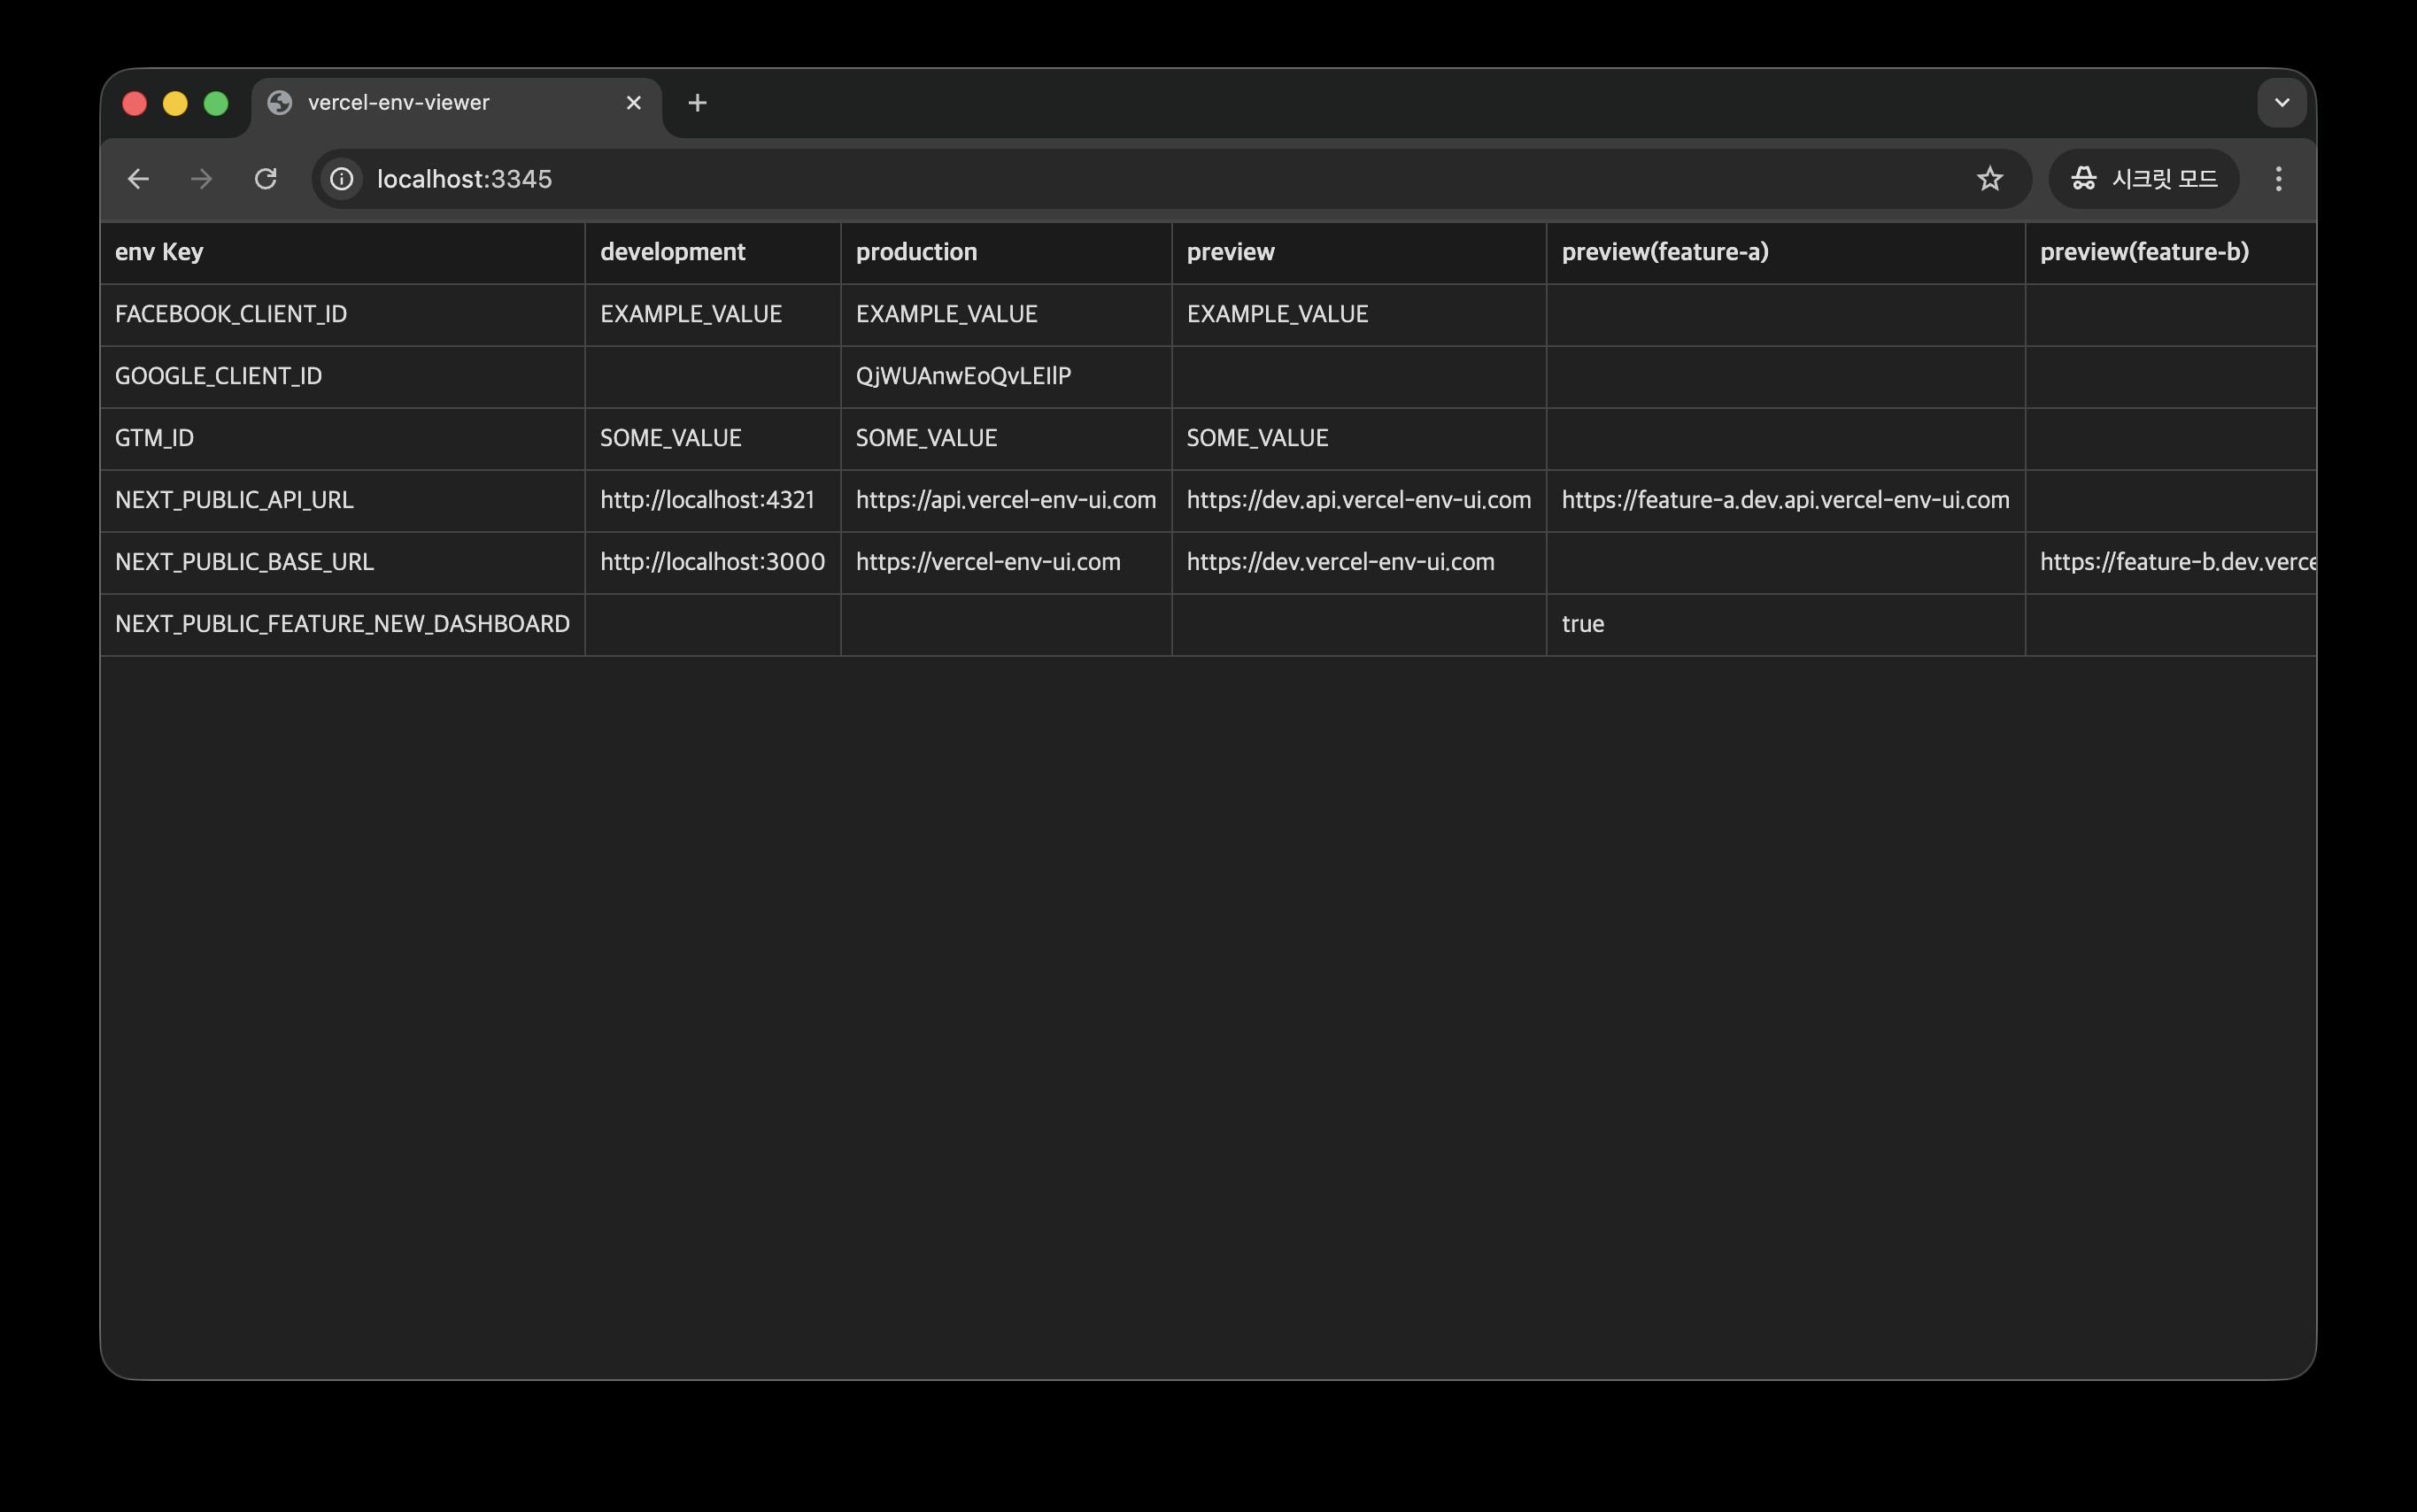 vercel-env-viewer
localhost:3345
시크릿 모드
env Key development production preview preview(feature-a) preview(feature-b)
FACEBOOK_CLIENT_ID EXAMPLE_VALUE EXAMPLE_VALUE EXAMPLE_VALUE
GOOGLE_CLIENT_ID QjWUAnwEoQvLEIlP
GTM_ID SOME_VALUE SOME_VALUE SOME_VALUE
NEXT_PUBLIC_API_URL http://localhost:4321 https://api.vercel-env-ui.com https://dev.api.vercel-env-ui.com https://feature-a.dev.api.vercel-env-ui.com
NEXT_PUBLIC_BASE_URL http://localhost:3000 https://vercel-env-ui.com https://dev.vercel-env-ui.com https://feature-b.dev.verce
NEXT_PUBLIC_FEATURE_NEW_DASHBOARD true